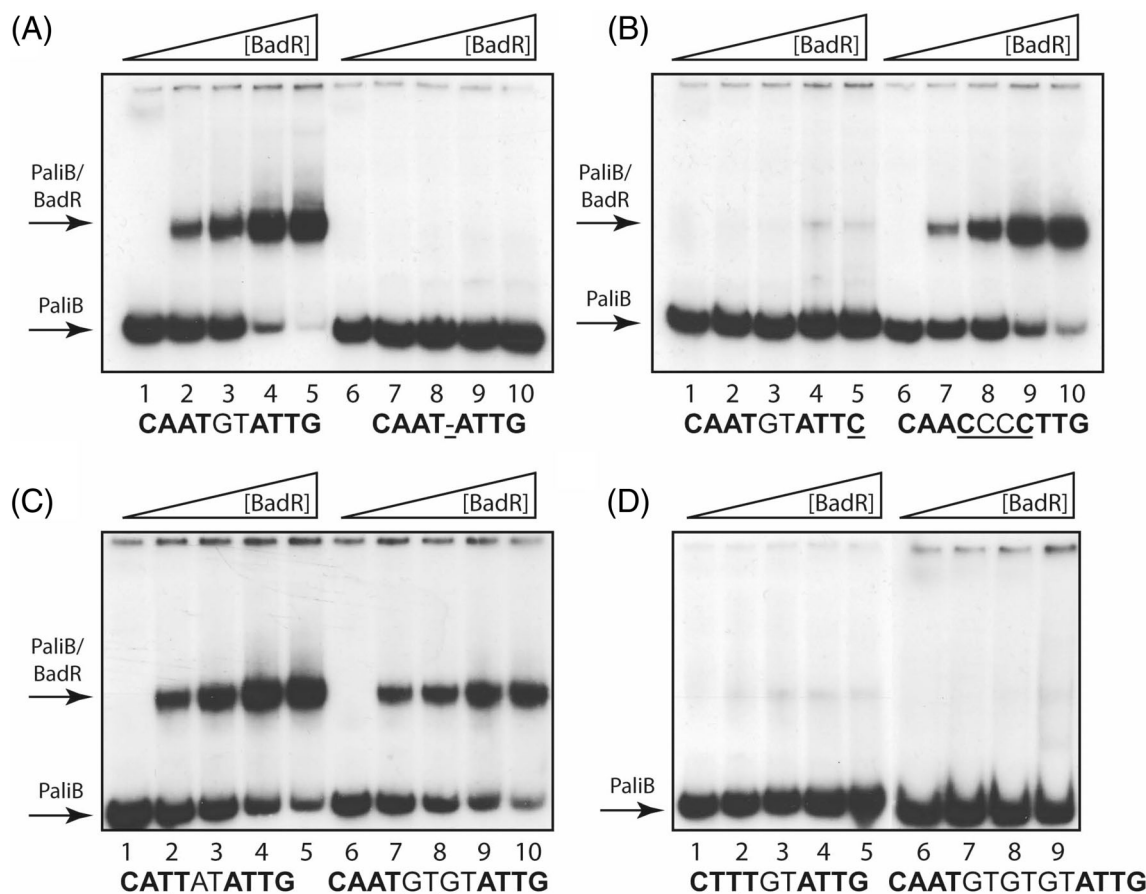 (A)
[BadR] [BadR]
PaliB/
BadR
PaliB
1 2 3 4 5 6 7 8 9 10
CAATGTATTG CAAT-ATTG
(B)
[BadR] [BadR]
PaliB/
BadR
PaliB
1 2 3 4 5 6 7 8 9 10
CAATGTATTC CAACCCCTTG
(C)
[BadR] [BadR]
PaliB/
BadR
PaliB
1 2 3 4 5 6 7 8 9 10
CATTATATTG CAATGTGTATTG
(D)
[BadR] [BadR]
PaliB
1 2 3 4 5 6 7 8 9
CTTTGTATTG CAATGTGTGTATTG